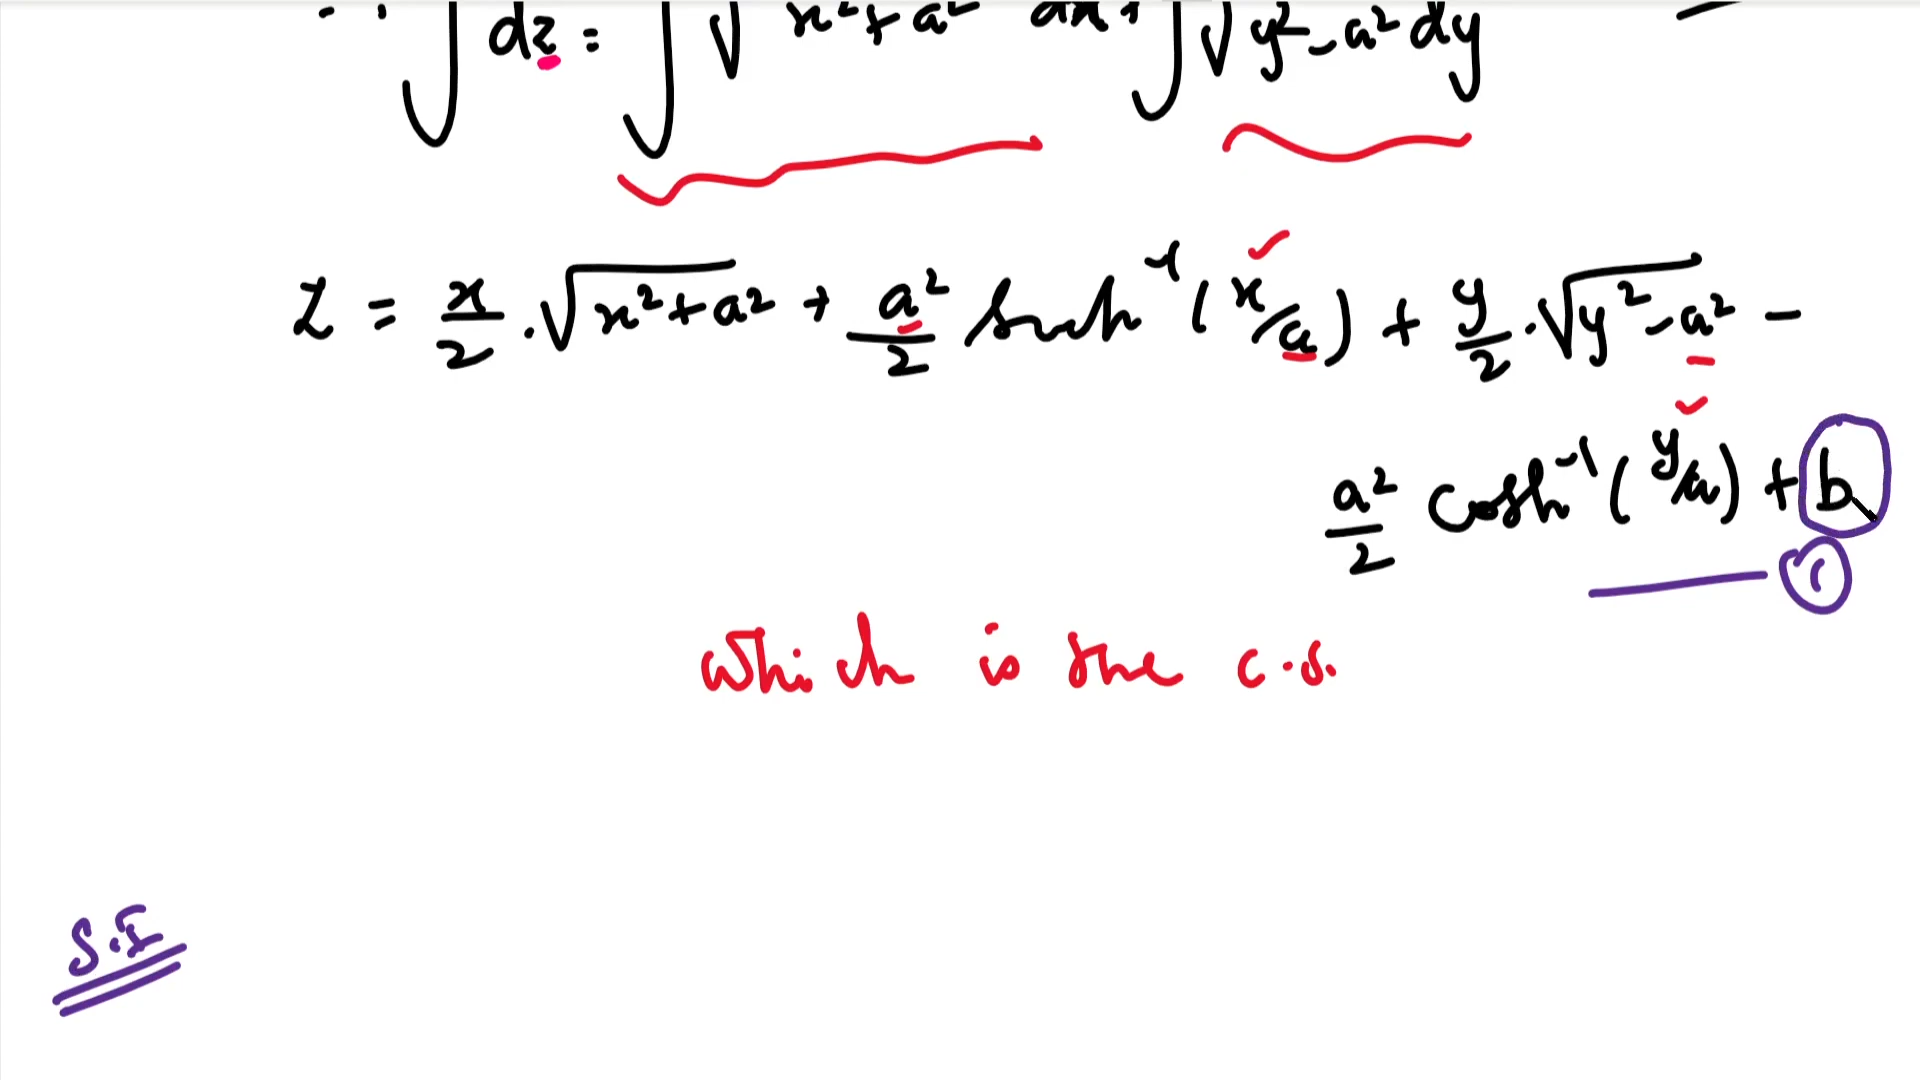 ∴ ∫ dz = ∫ √x²+a² dx + ∫ √y²-a² dy —
Z = x/2 . √x²+a² + a²/2 sinh⁻¹ (x/a) + y/2 . √y²-a² -
a²/2 cosh⁻¹ (y/a) + b
— (1)
which is the c.s.
S.I